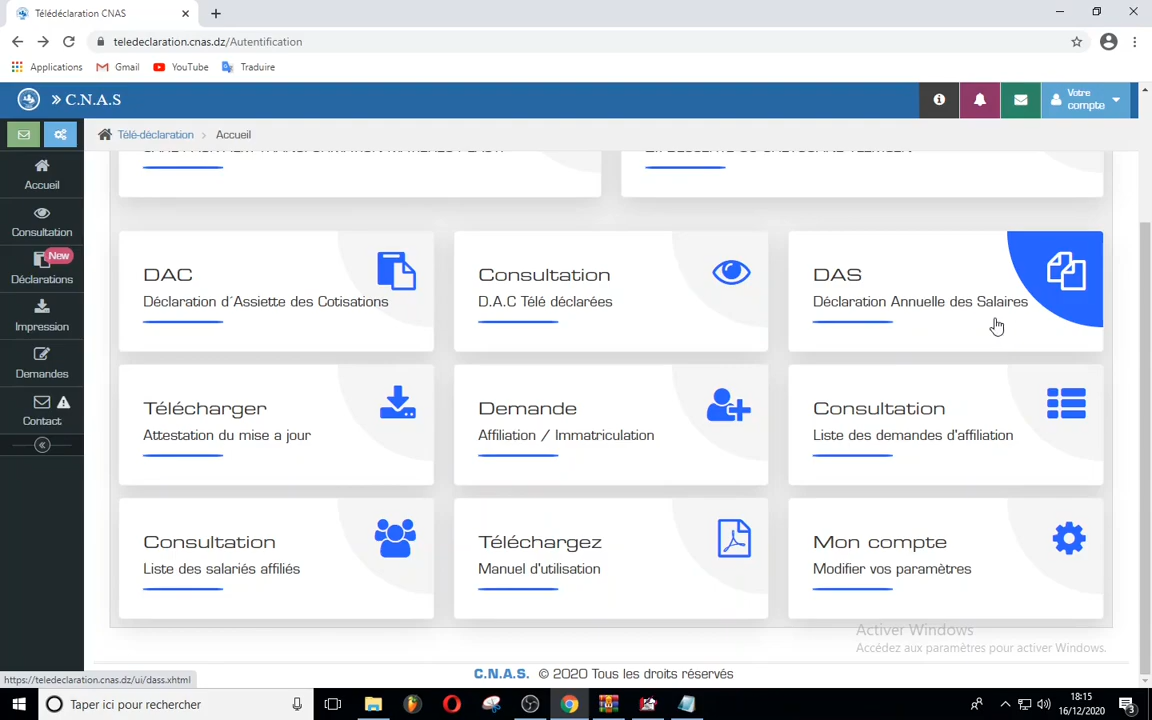 Télédéclaration CNAS
teledeclaration.cnas.dz/Autentification
Applications Gmail YouTube Traduire
» C.N.A.S
Votre
compte
Télé-déclaration > Accueil
Accueil
Consultation
New
Déclarations
Impression
Demandes
Contact
DAC
Déclaration d´Assiette des Cotisations
Consultation
D.A.C Télé déclarées
DAS
Déclaration Annuelle des Salaires
Télécharger
Attestation du mise a jour
Demande
Affiliation / Immatriculation
Consultation
Liste des demandes d'affiliation
Consultation
Liste des salariés affiliés
Téléchargez
Manuel d'utilisation
Mon compte
Modifier vos paramètres
Activer Windows
Accédez aux paramètres pour activer Windows.
C.N.A.S. © 2020 Tous les droits réservés
https://teledeclaration.cnas.dz/ui/dass.xhtml
Taper ici pour rechercher
18:15
16/12/2020
3